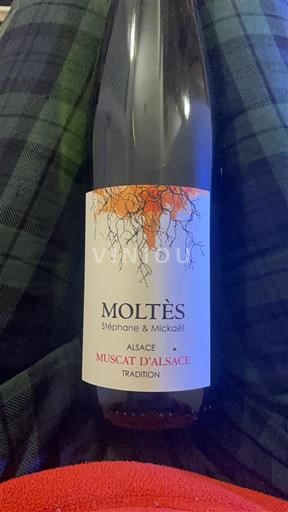 VINIOU
MOLTÈS
Stéphane & Mickaël
ALSACE
MUSCAT D'ALSACE
TRADITION